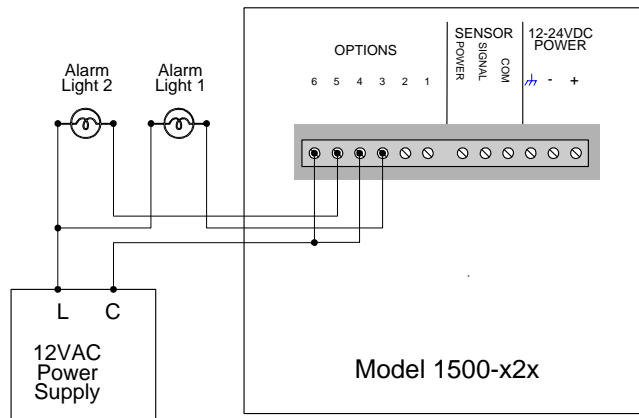 SENSOR
12-24VDC
POWER
OPTIONS
POWER
SIGNAL
COM
Alarm
Light 2
Alarm
Light 1
6 5 4 3 2 1
- +
L C
12VAC
Power
Supply
Model 1500-x2x